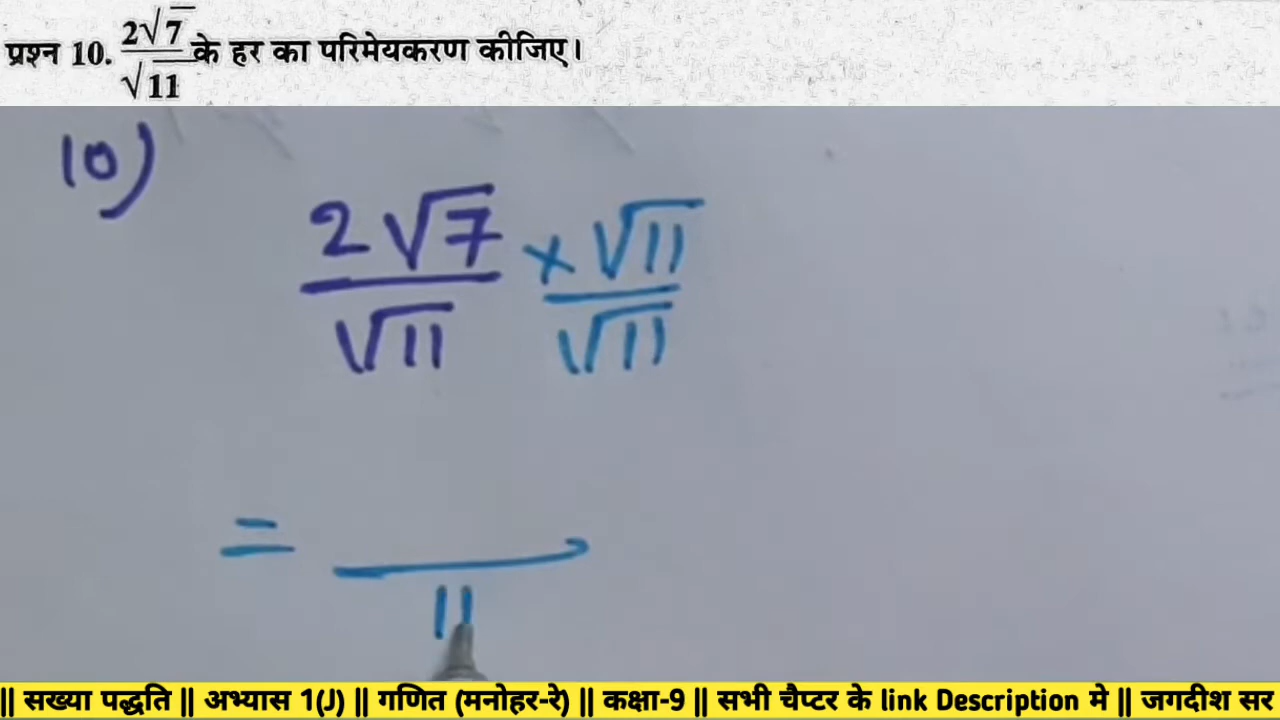 प्रश्न 10. 2√7/√11 के हर का परिमेयकरण कीजिए।
10)
2√7 × √11
√11 √11
=
11
|| सख्या पद्धति || अभ्यास 1(J) || गणित (मनोहर-रे) || कक्षा-9 || सभी चैप्टर के link Description मे || जगदीश सर